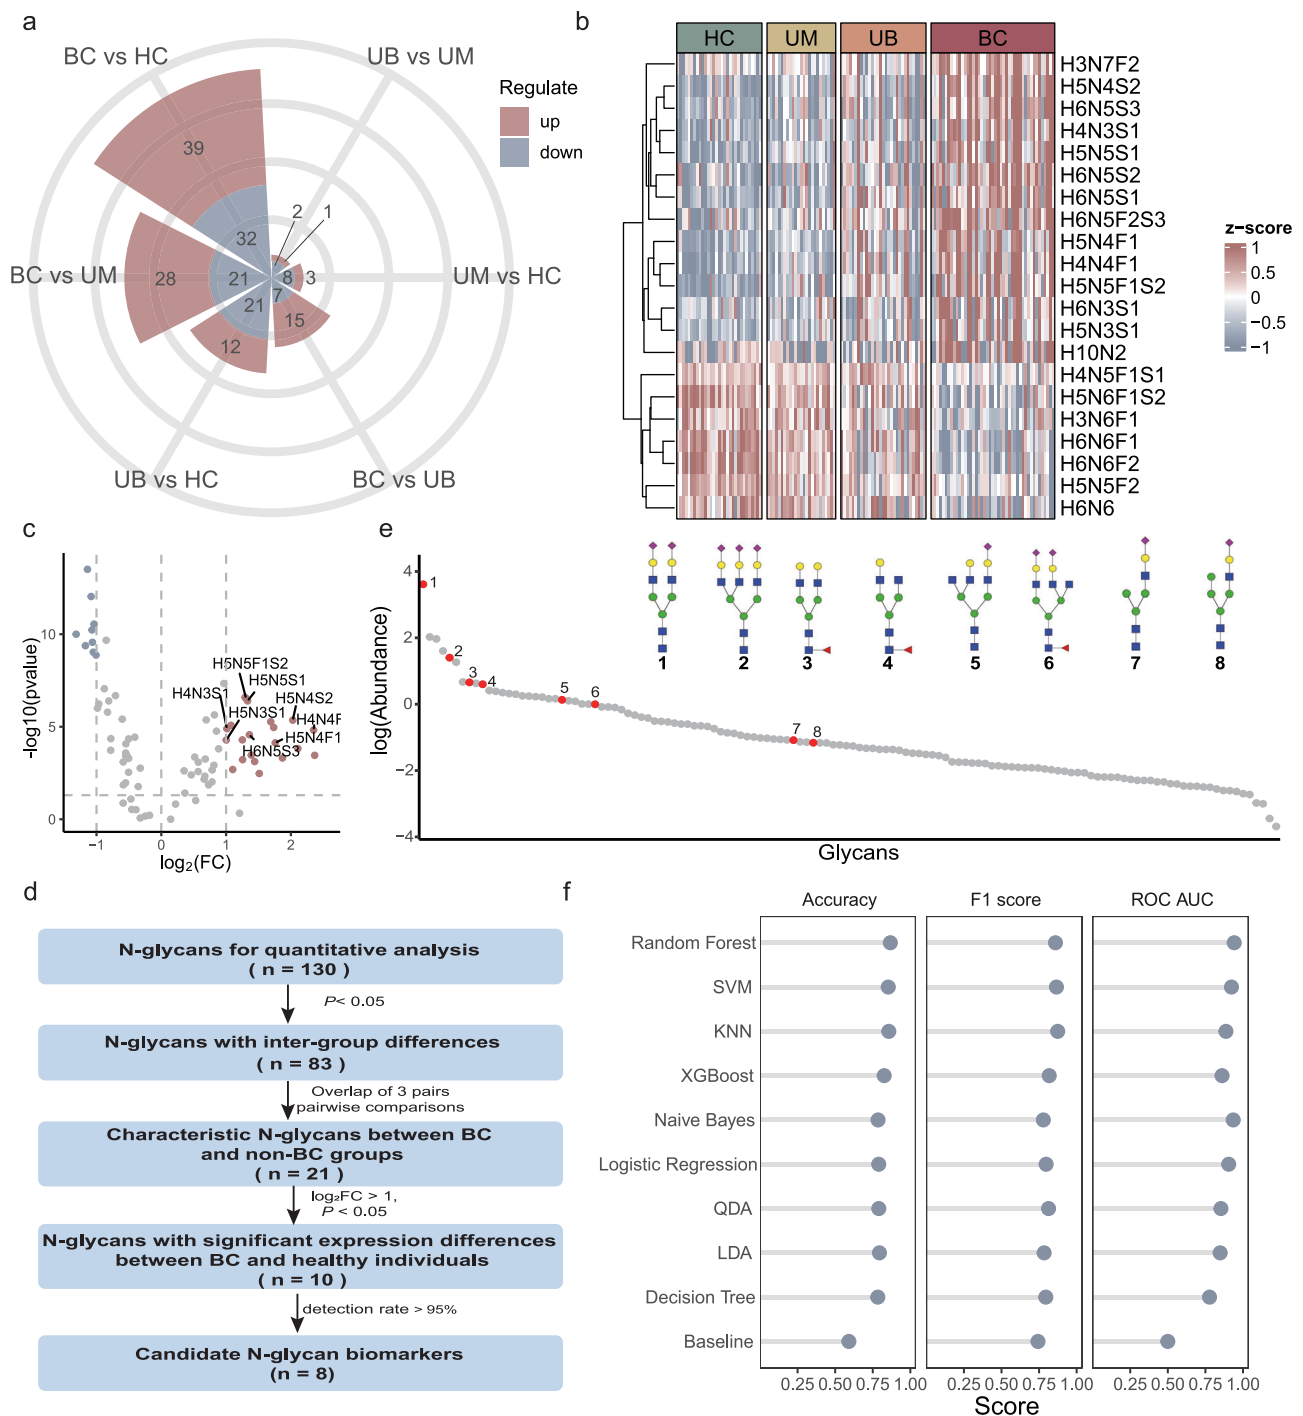 a
BC vs HC
UB vs UM
BC vs UM
UM vs HC
UB vs HC
BC vs UB
39
32
28
21
21
12
7
15
8
3
2
1
Regulate
up
down
b
HC
UM
UB
BC
H3N7F2
H5N4S2
H6N5S3
H4N3S1
H5N5S1
H6N5S2
H6N5S1
H6N5F2S3
H5N4F1
H4N4F1
H5N5F1S2
H6N3S1
H5N3S1
H10N2
H4N5F1S1
H5N6F1S2
H3N6F1
H6N6F1
H6N6F2
H5N5F2
H6N6
z-score
1
0.5
0
−0.5
−1
c
-log10(pvalue)
10
5
0
H5N5F1S2
H5N5S1
H4N3S1
H5N4S2
H5N3S1
H4N4F
H5N4F1
H6N5S3
−1
0
1
2
log₂(FC)
e
log(Abundance)
4
2
0
−2
−4
1
2
3
4
5
6
7
8
1
2
3
4
5
6
7
8
Glycans
d
N-glycans for quantitative analysis
( n = 130 )
P< 0.05
N-glycans with inter-group differences
( n = 83 )
Overlap of 3 pairs
pairwise comparisons
Characteristic N-glycans between BC
and non-BC groups
( n = 21 )
log₂FC > 1,
P < 0.05
N-glycans with significant expression differences
between BC and healthy individuals
( n = 10 )
detection rate > 95%
Candidate N-glycan biomarkers
(n = 8)
f
Accuracy
F1 score
ROC AUC
Random Forest
SVM
KNN
XGBoost
Naive Bayes
Logistic Regression
QDA
LDA
Decision Tree
Baseline
0.25 0.50 0.75 1.00
0.25 0.50 0.75 1.00
0.25 0.50 0.75 1.00
Score